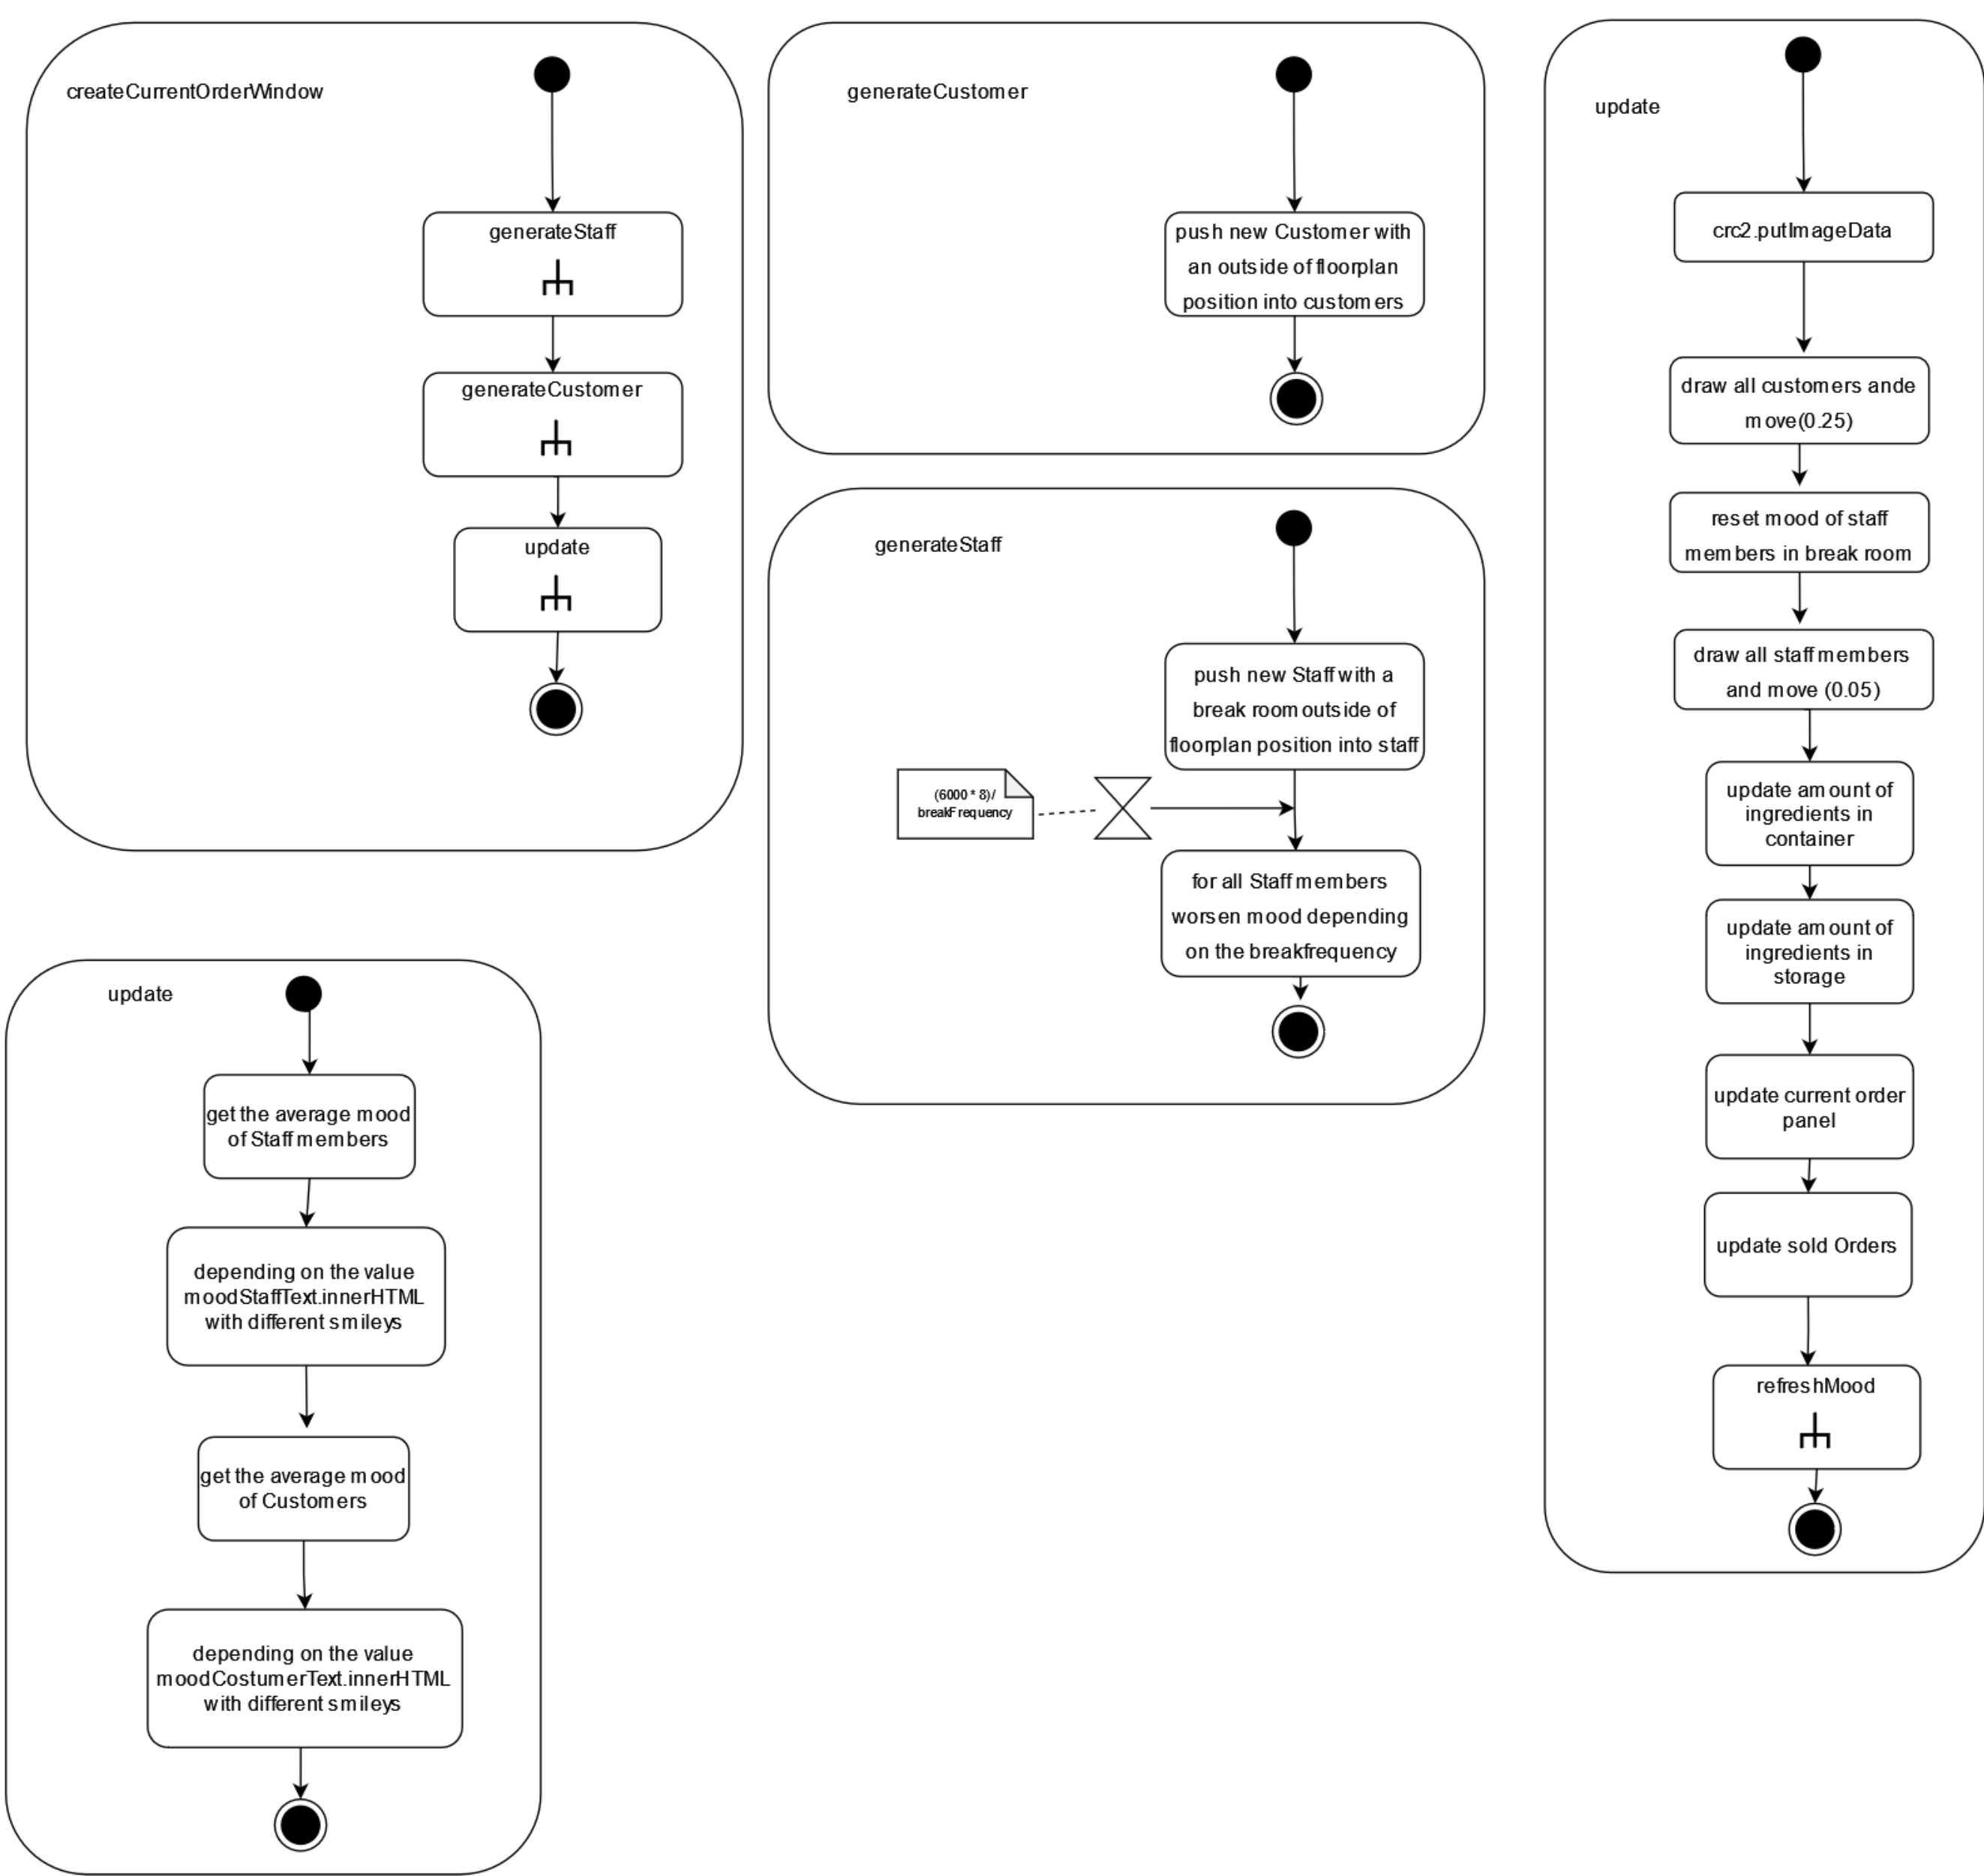 createCurrentOrderWindow
generateStaff
generateCustomer
update
generateCustomer
push new Customer with
an outside of floorplan
position into customers
generateStaff
push new Staff with a
break room outside of
floorplan position into staff
(6000 * 8)/
breakFrequency
for all Staff members
worsen mood depending
on the breakfrequency
update
crc2.putImageData
draw all customers ande
move(0.25)
reset mood of staff
members in break room
draw all staff members
and move (0.05)
update amount of
ingredients in
container
update amount of
ingredients in
storage
update current order
panel
update sold Orders
refreshMood
update
get the average mood
of Staff members
depending on the value
moodStaffText.innerHTML
with different smileys
get the average mood
of Customers
depending on the value
moodCostumerText.innerHTML
with different smileys